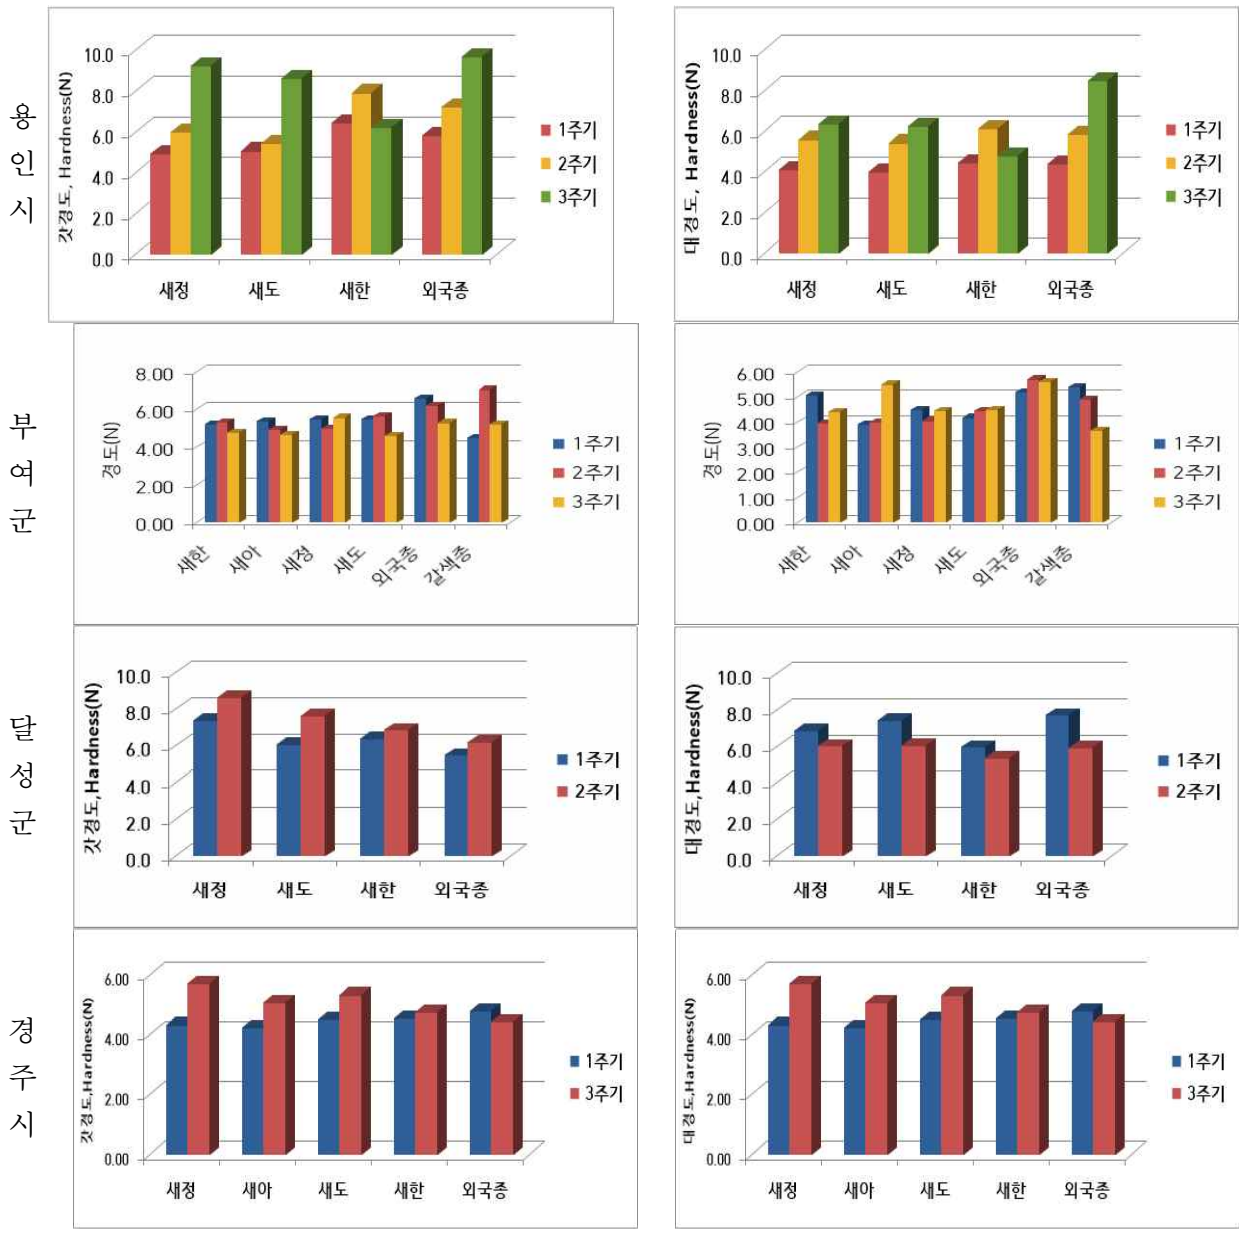 용인시
갓경도, Hardness(N)
10.0
8.0
6.0
4.0
2.0
0.0
새정 새도 새한 외국종
1주기
2주기
3주기
대경도, Hardness(N)
10.0
8.0
6.0
4.0
2.0
0.0
새정 새도 새한 외국종
1주기
2주기
3주기
부여군
경도(N)
8.00
6.00
4.00
2.00
0.00
새한 새아 새정 새도 외국종 갈색종
1주기
2주기
3주기
경도(N)
6.00
5.00
4.00
3.00
2.00
1.00
0.00
새한 새아 새정 새도 외국종 갈색종
1주기
2주기
3주기
달성군
갓경도,Hardness(N)
10.0
8.0
6.0
4.0
2.0
0.0
새정 새도 새한 외국종
1주기
2주기
대경도,Hardness(N)
10.0
8.0
6.0
4.0
2.0
0.0
새정 새도 새한 외국종
1주기
2주기
경주시
갓경도,Hardness(N)
6.00
4.00
2.00
0.00
새정 새아 새도 새한 외국종
1주기
3주기
대경도,Hardness(N)
6.00
4.00
2.00
0.00
새정 새아 새도 새한 외국종
1주기
3주기